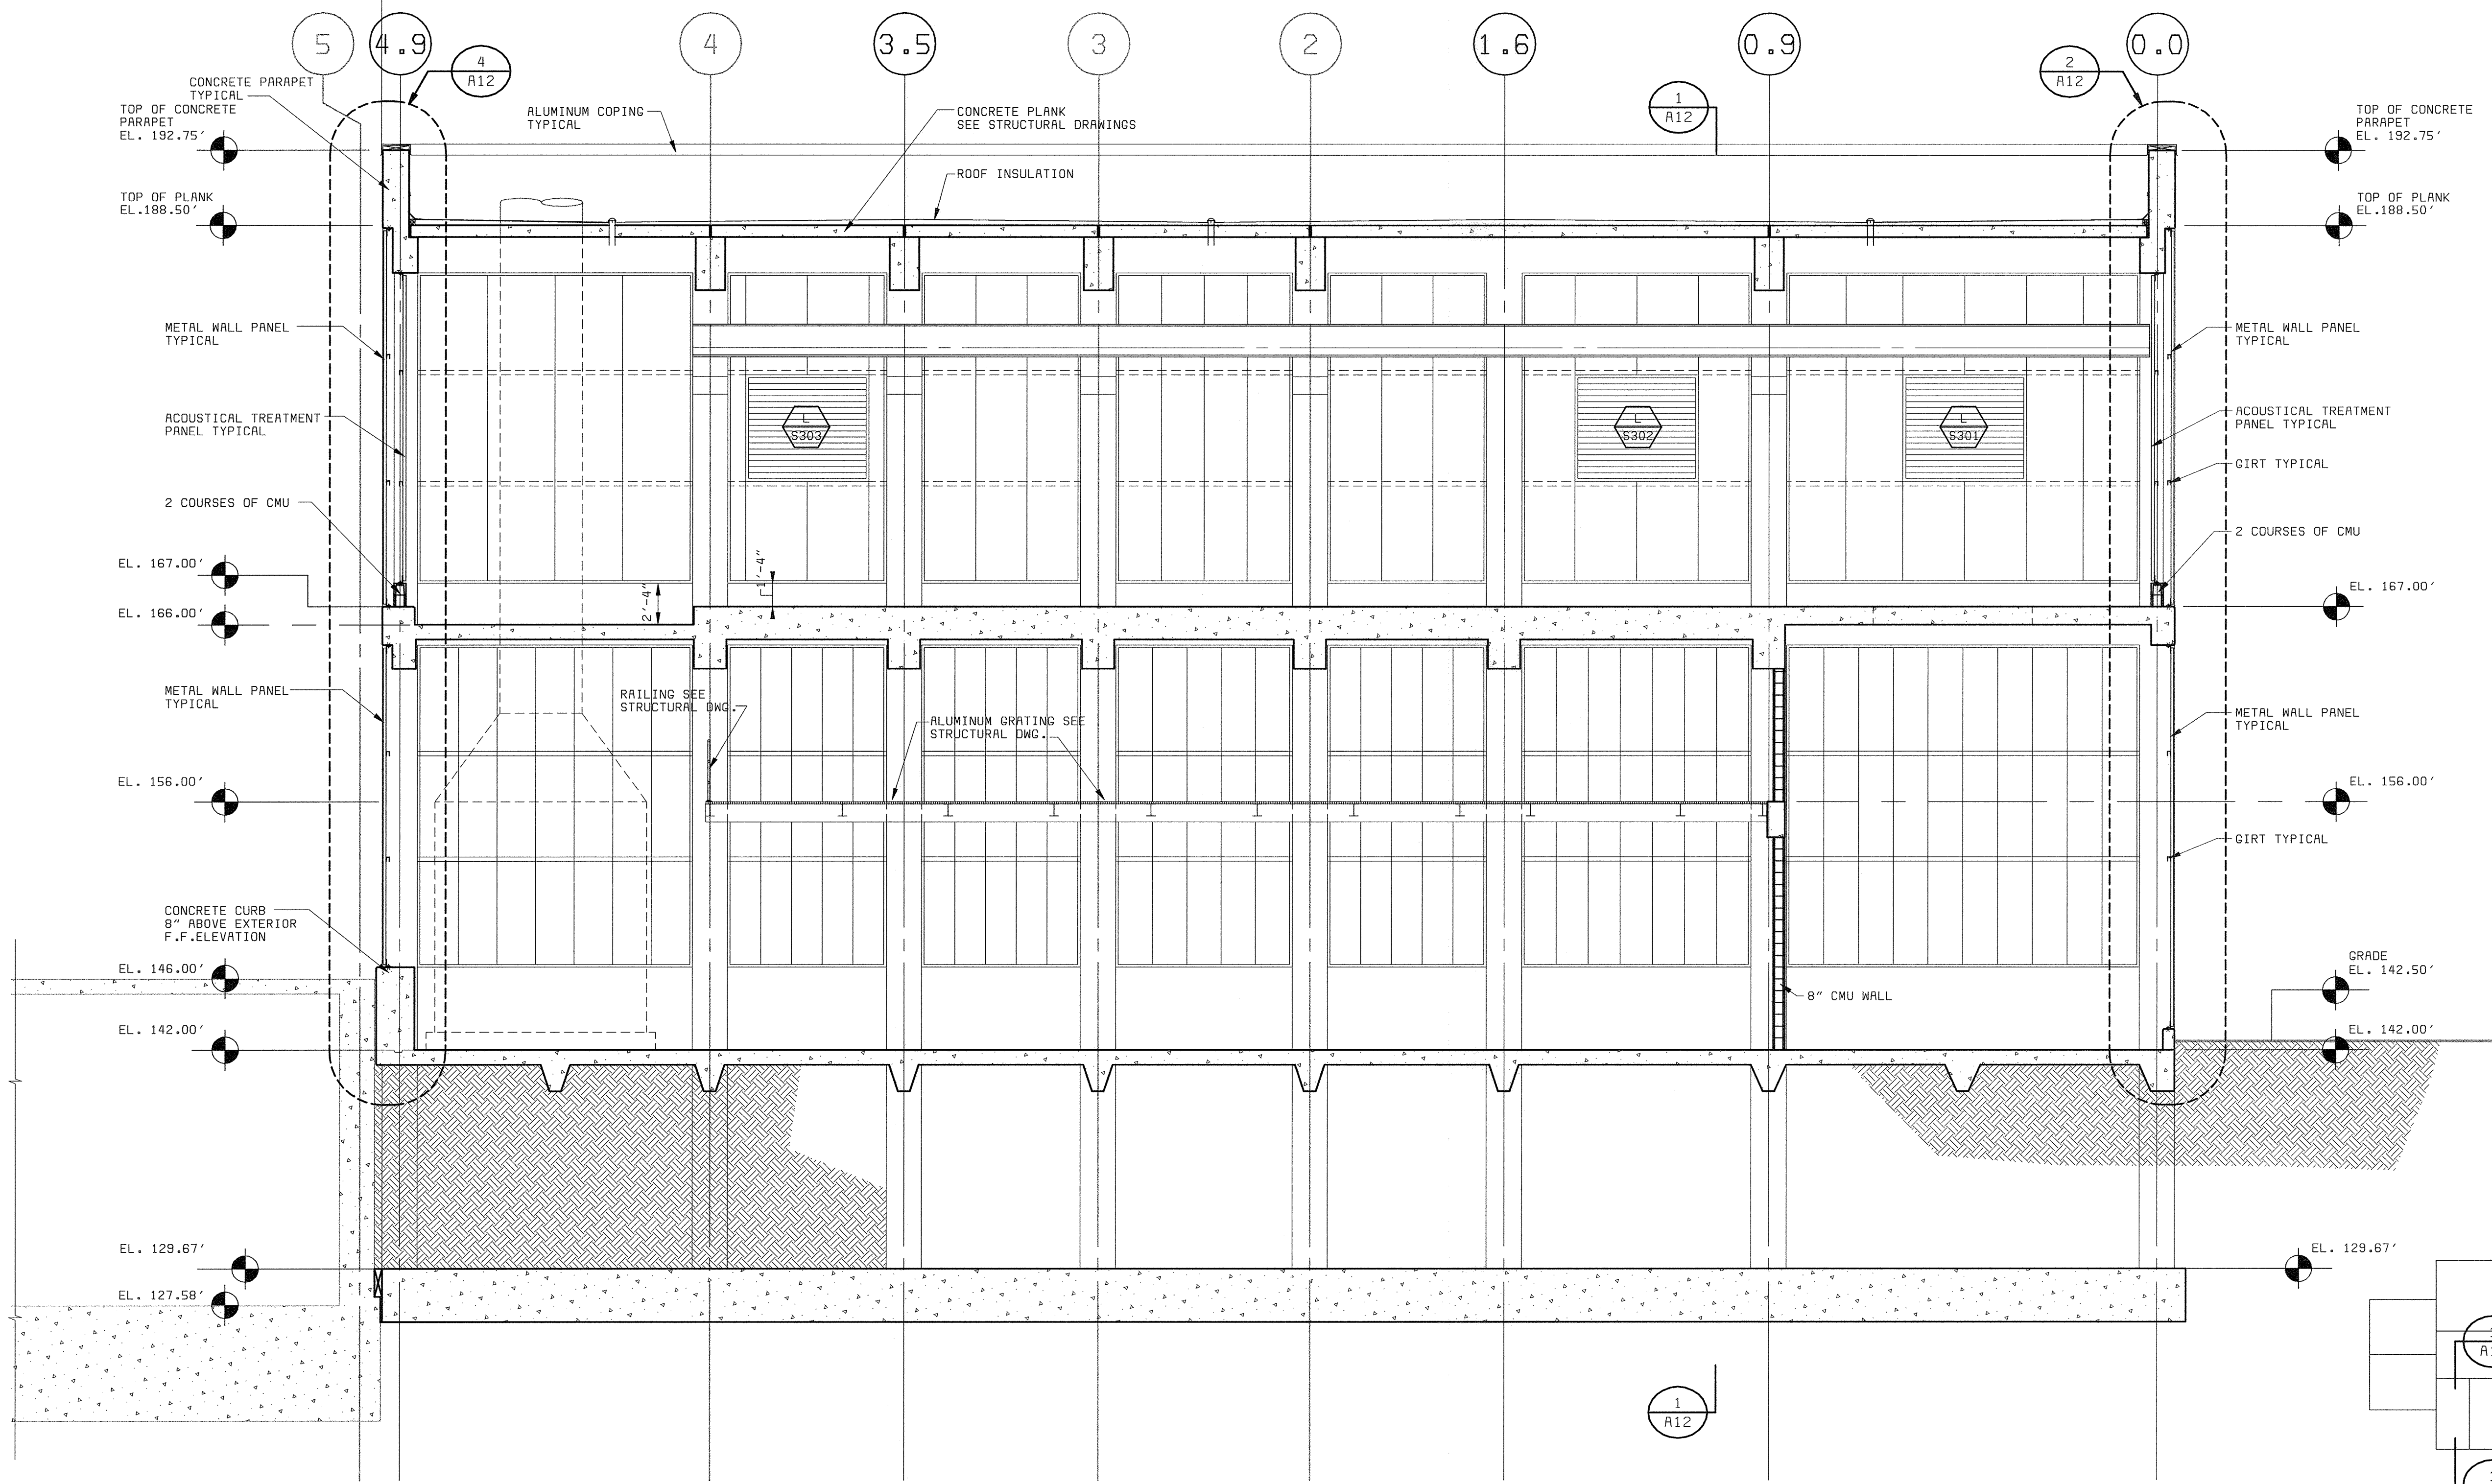 5
4.9
4
3.5
3
2
1.6
0.9
0.0
4
A12
1
A12
2
A12
CONCRETE PARAPET
TYPICAL
TOP OF CONCRETE
PARAPET
EL. 192.75'
ALUMINUM COPING
TYPICAL
CONCRETE PLANK
SEE STRUCTURAL DRAWINGS
TOP OF CONCRETE
PARAPET
EL. 192.75'
ROOF INSULATION
TOP OF PLANK
EL.188.50'
TOP OF PLANK
EL.188.50'
METAL WALL PANEL
TYPICAL
METAL WALL PANEL
TYPICAL
ACOUSTICAL TREATMENT
PANEL TYPICAL
L
S303
L
S302
L
S301
ACOUSTICAL TREATMENT
PANEL TYPICAL
GIRT TYPICAL
2 COURSES OF CMU
2 COURSES OF CMU
EL. 167.00'
EL. 166.00'
2'-4"
1'-4"
EL. 167.00'
METAL WALL PANEL
TYPICAL
RAILING SEE
STRUCTURAL DWG.
ALUMINUM GRATING SEE
STRUCTURAL DWG.
METAL WALL PANEL
TYPICAL
EL. 156.00'
EL. 156.00'
GIRT TYPICAL
CONCRETE CURB
8" ABOVE EXTERIOR
F.F.ELEVATION
EL. 146.00'
8" CMU WALL
GRADE
EL. 142.50'
EL. 142.00'
EL. 142.00'
EL. 129.67'
EL. 129.67'
EL. 127.58'
1
A12